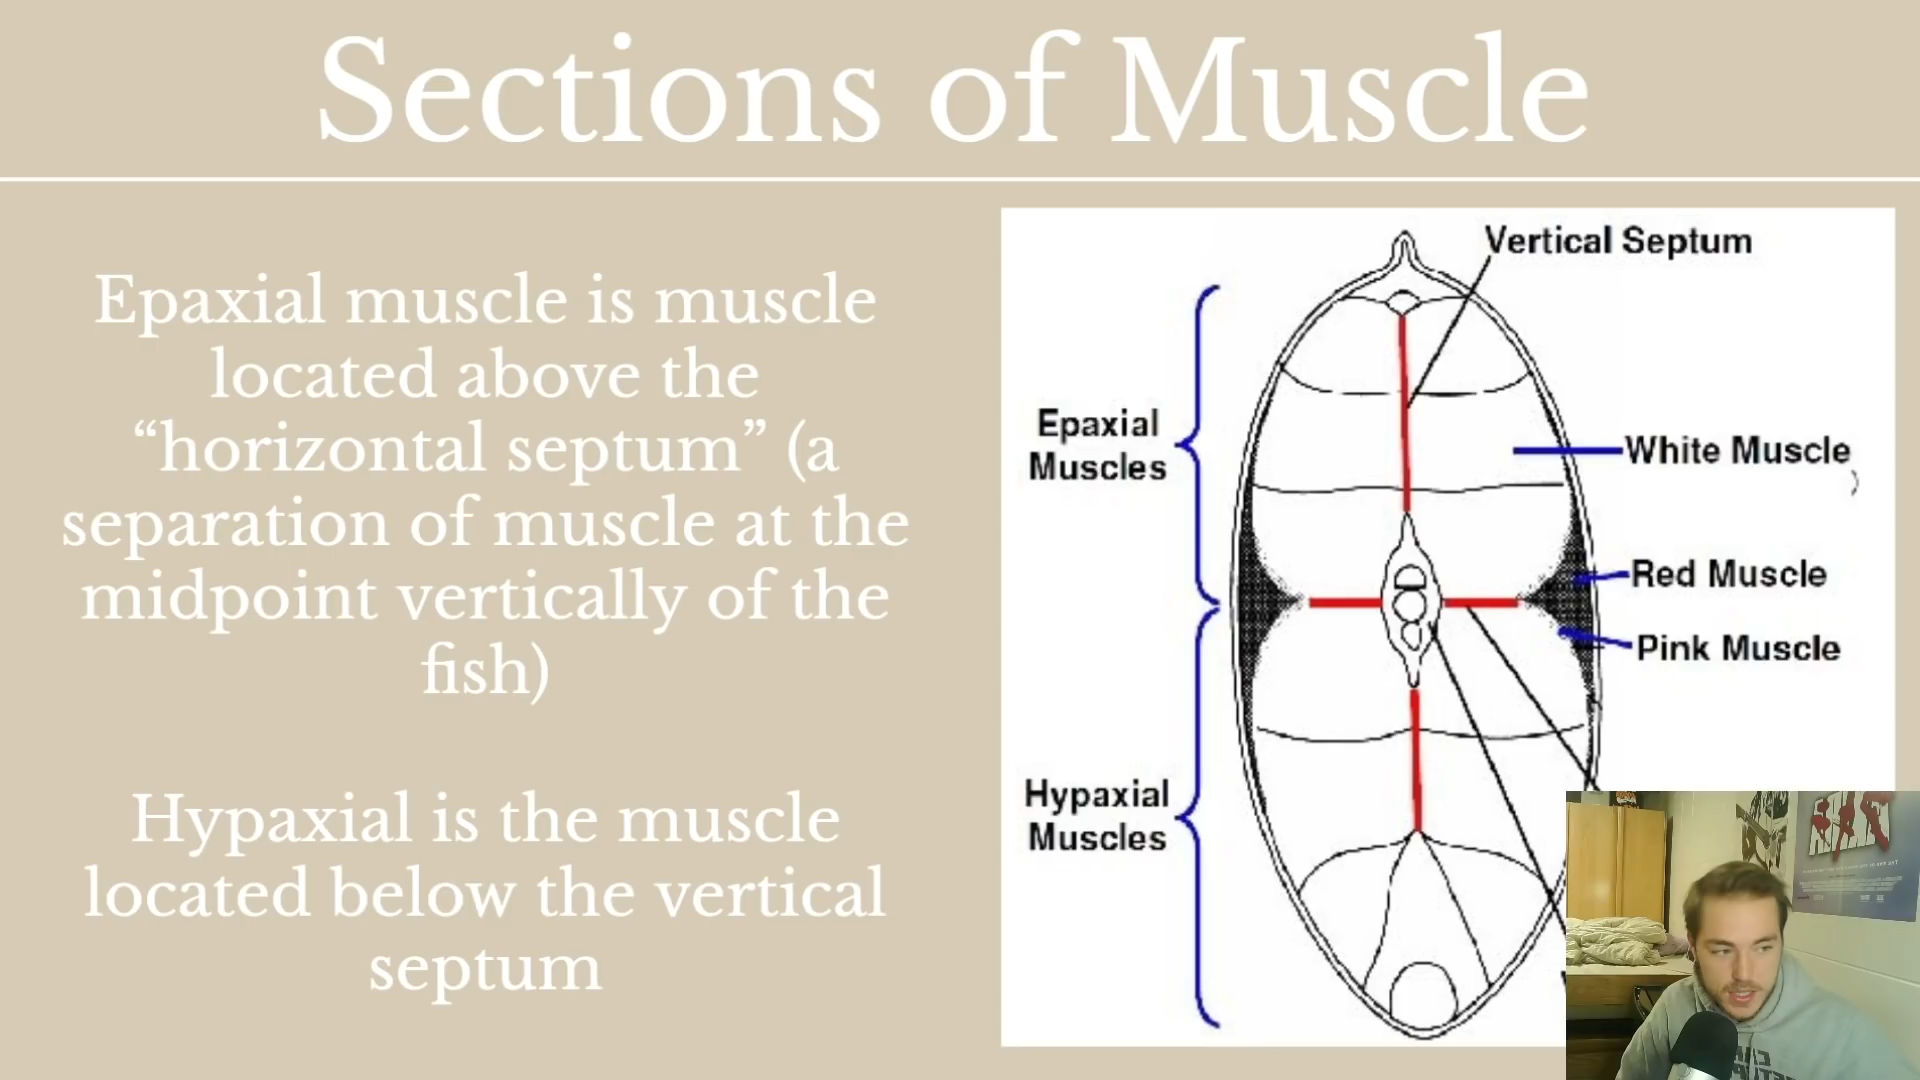 Sections of Muscle
Epaxial muscle is muscle
located above the
“horizontal septum” (a
separation of muscle at the
midpoint vertically of the
fish)
Hypaxial is the muscle
located below the vertical
septum
Vertical Septum
Epaxial
Muscles
White Muscle
Red Muscle
Pink Muscle
Hypaxial
Muscles